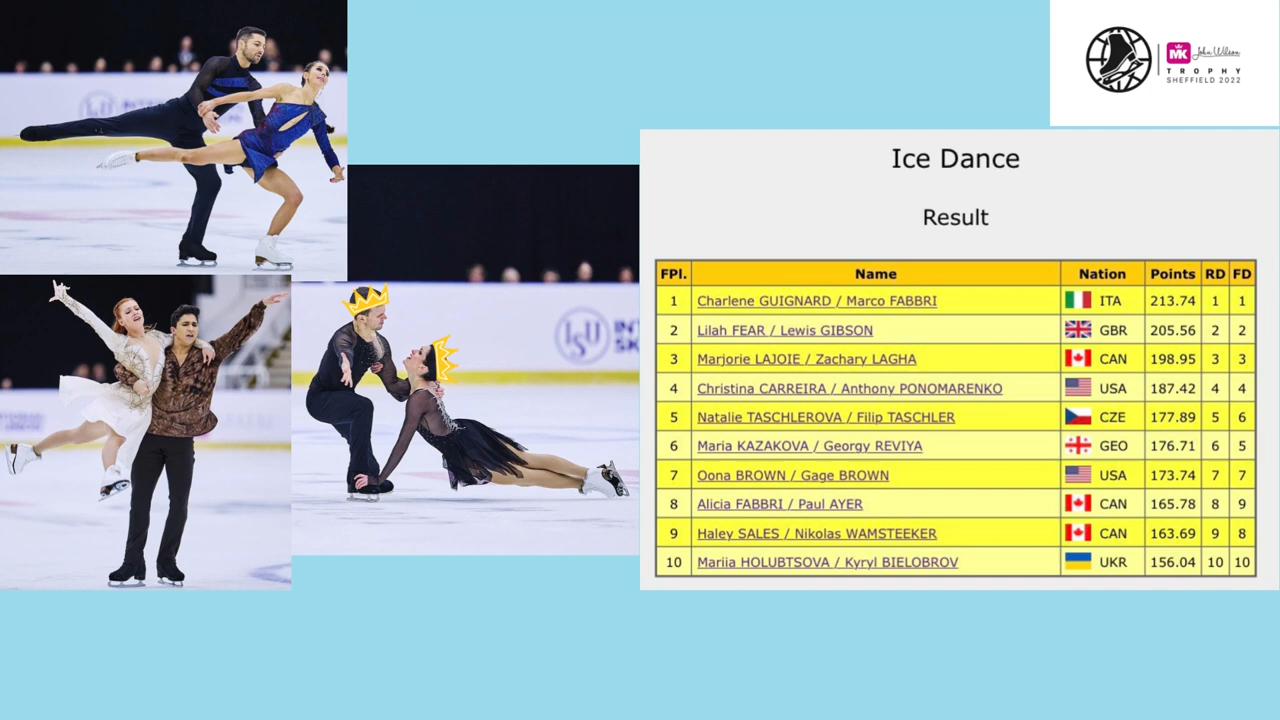 MK John Wilson
TROPHY
SHEFFIELD 2022
Ice Dance
Result
FPl. Name Nation Points RD FD
1 Charlene GUIGNARD / Marco FABBRI ITA 213.74 1 1
2 Lilah FEAR / Lewis GIBSON GBR 205.56 2 2
3 Marjorie LAJOIE / Zachary LAGHA CAN 198.95 3 3
4 Christina CARREIRA / Anthony PONOMARENKO USA 187.42 4 4
5 Natalie TASCHLEROVA / Filip TASCHLER CZE 177.89 5 6
6 Maria KAZAKOVA / Georgy REVIYA GEO 176.71 6 5
7 Oona BROWN / Gage BROWN USA 173.74 7 7
8 Alicia FABBRI / Paul AYER CAN 165.78 8 9
9 Haley SALES / Nikolas WAMSTEEKER CAN 163.69 9 8
10 Mariia HOLUBTSOVA / Kyryl BIELOBROV UKR 156.04 10 10
ISU INTE
SK